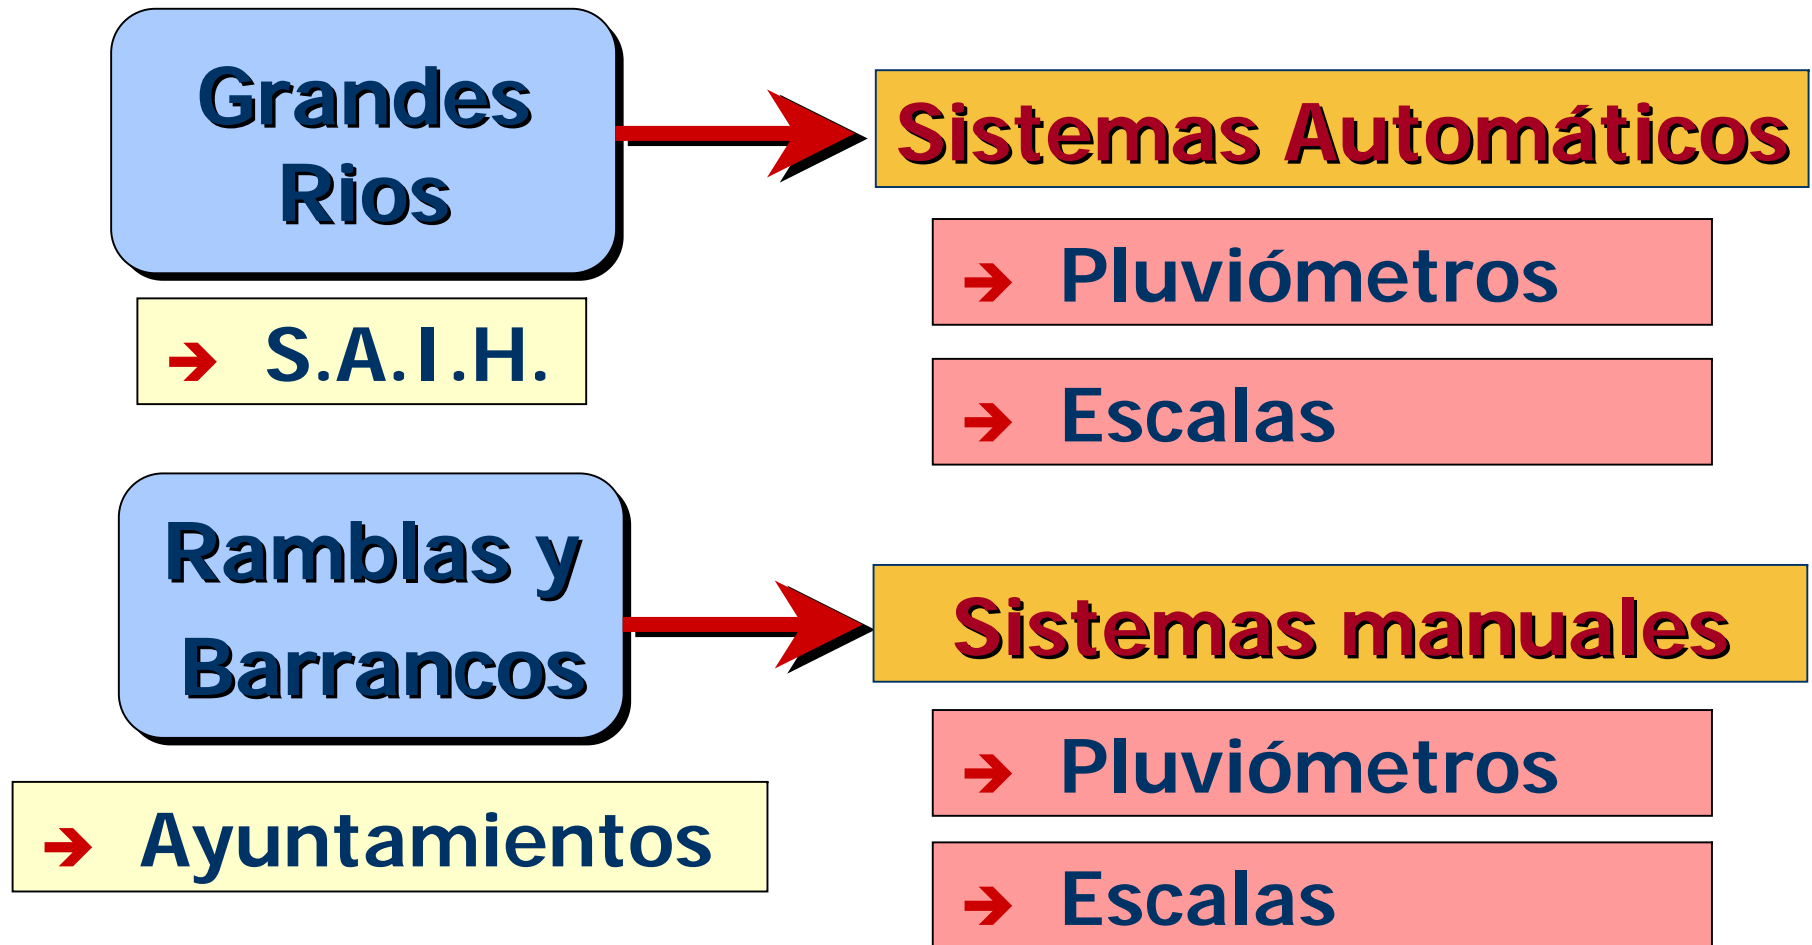 Grandes
Rios
Sistemas Automáticos
➔ Pluviómetros
➔ S.A.I.H.
➔ Escalas
Ramblas y
Barrancos
Sistemas manuales
➔ Pluviómetros
➔ Ayuntamientos
➔ Escalas